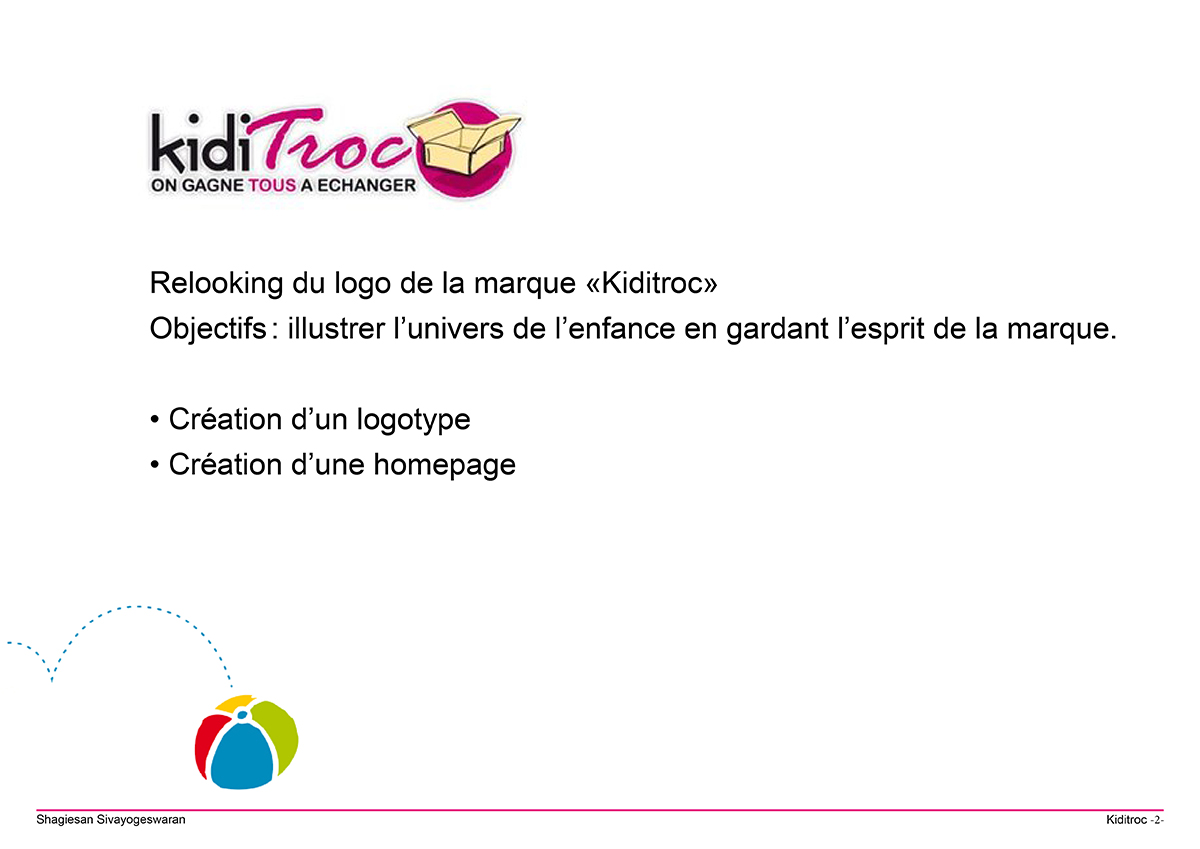 kidiTroc
ON GAGNE TOUS A ECHANGER
Relooking du logo de la marque «Kiditroc»
Objectifs : illustrer l’univers de l’enfance en gardant l’esprit de la marque.
• Création d’un logotype
• Création d’une homepage
Shagiesan Sivayogeswaran
Kiditroc -2-